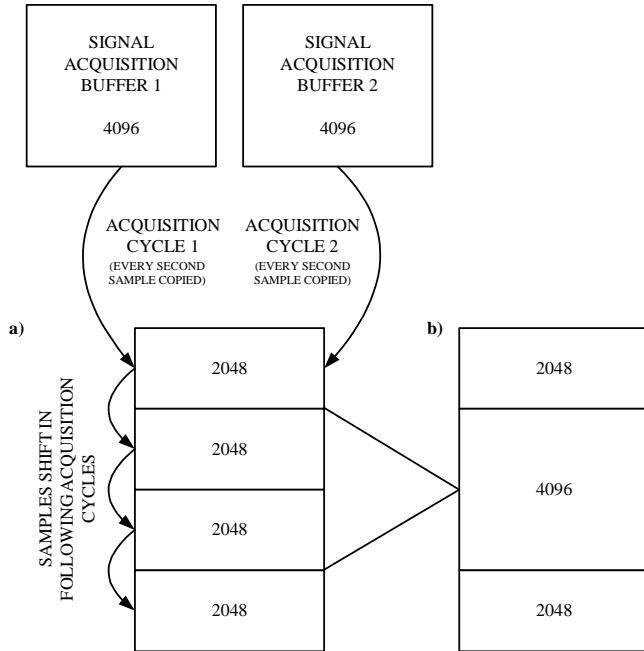 SIGNAL
ACQUISITION
BUFFER 1
4096
SIGNAL
ACQUISITION
BUFFER 2
4096
ACQUISITION
CYCLE 1
(EVERY SECOND
SAMPLE COPIED)
ACQUISITION
CYCLE 2
(EVERY SECOND
SAMPLE COPIED)
a)
2048
2048
2048
2048
SAMPLES SHIFT IN
FOLLOWING ACQUISITION
CYCLES
b)
2048
4096
2048